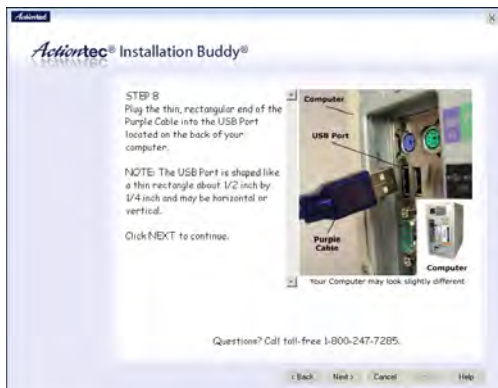 Actiontec
Actiontec® Installation Buddy®
STEP 8
Plug the thin, rectangular end of the
Purple Cable into the USB Port
located on the back of your
computer.
NOTE: The USB Port is shaped like
a thin rectangle about 1/2 inch by
1/4 inch and may be horizontal or
vertical.
Click NEXT to continue.
Computer
USB Port
Purple
Cable
Computer
Your Computer may look slightly different
Questions? Call toll-free 1-800-247-7285.
< Back Next > Cancel Help